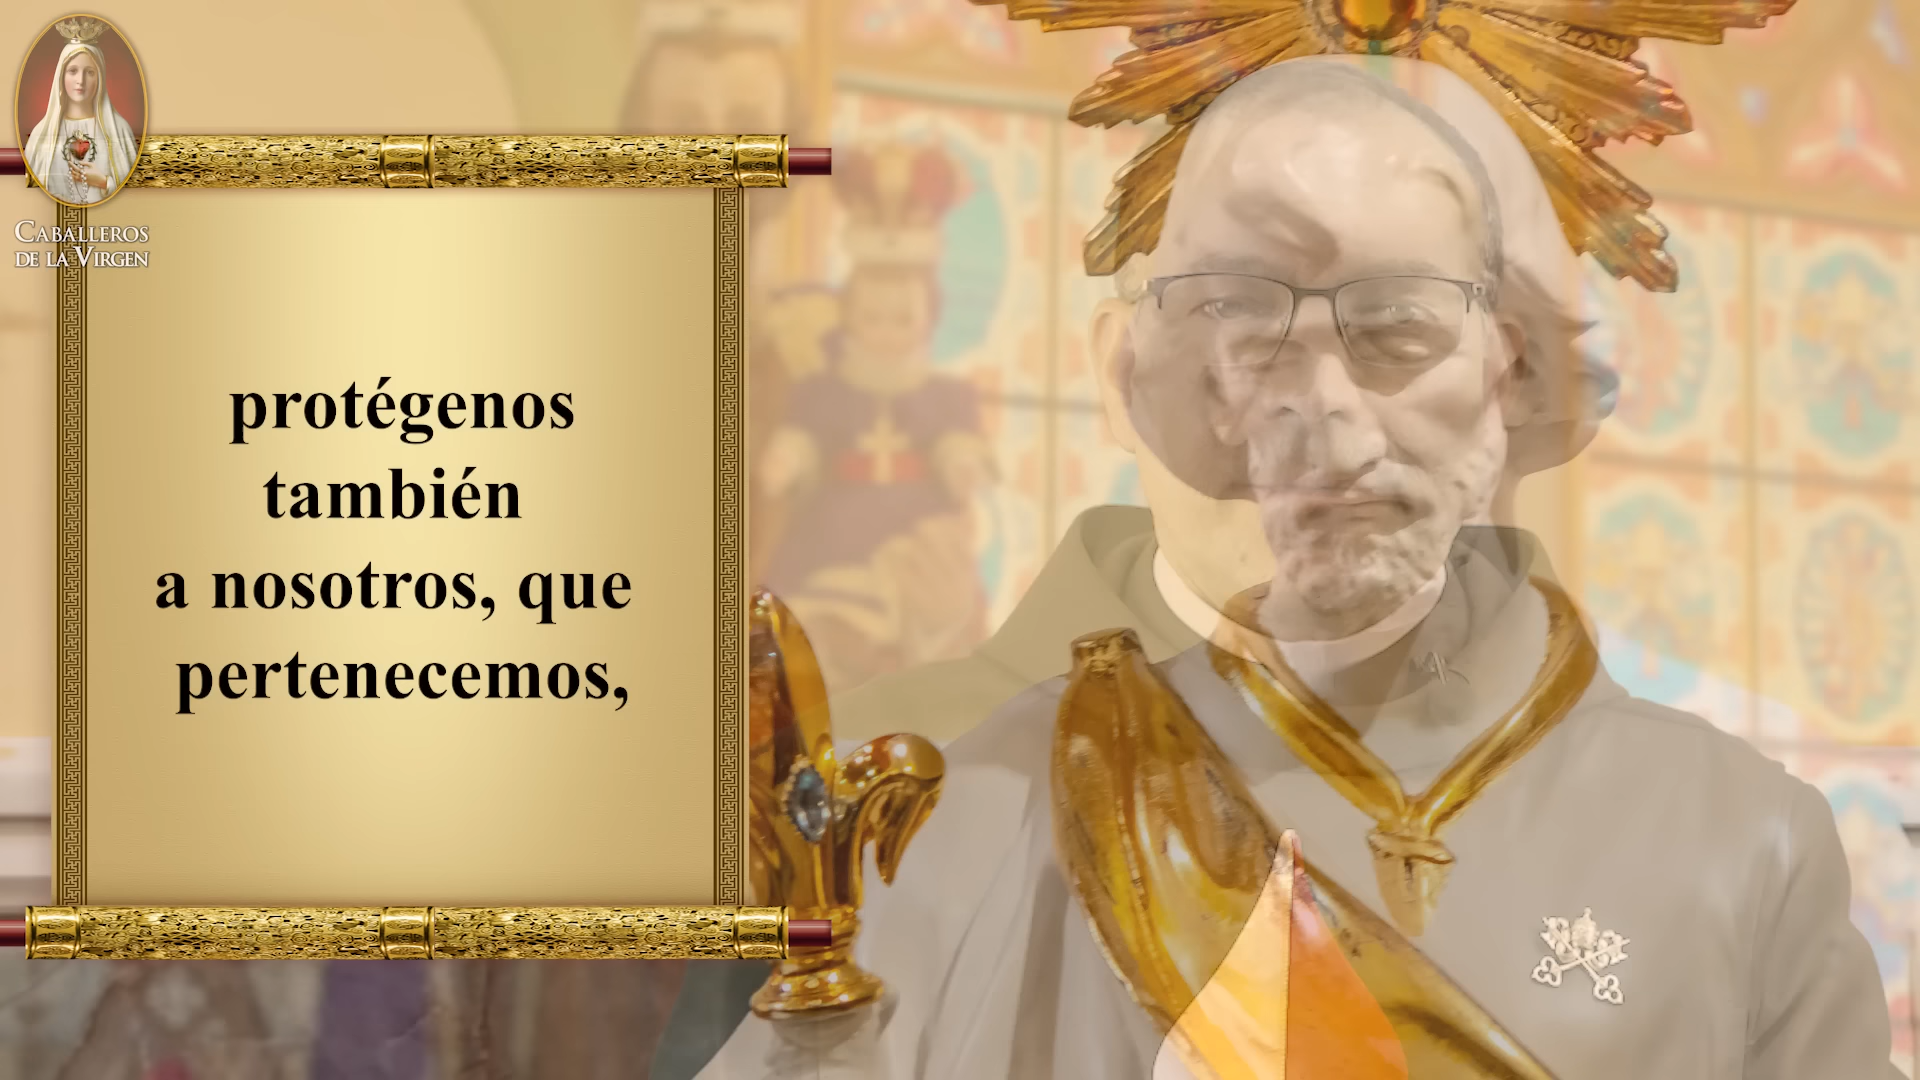 CABALLEROS
DE LA VIRGEN
protégenos
también
a nosotros, que
pertenecemos,